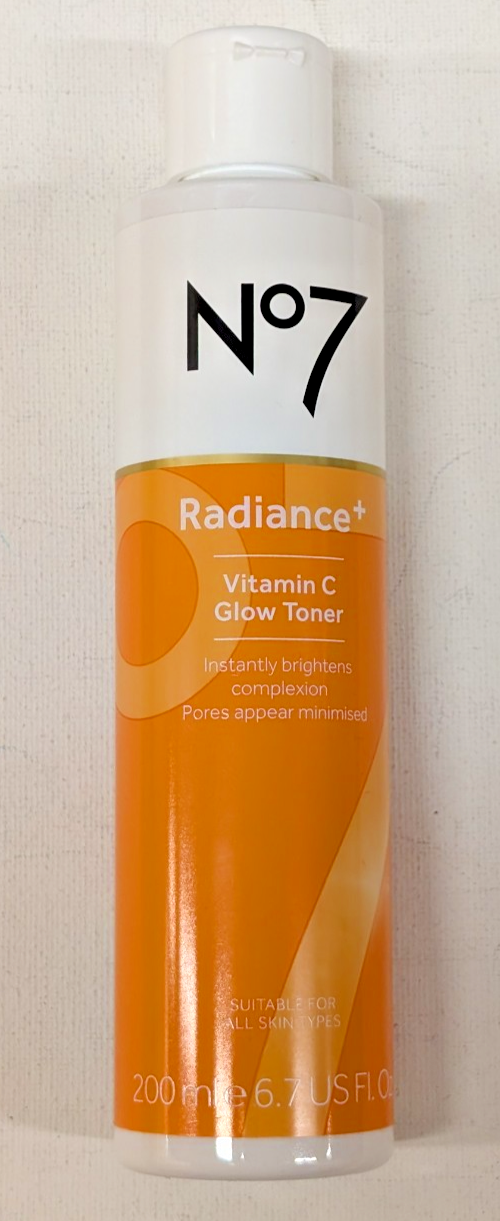 No7
Radiance+
Vitamin C
Glow Toner
Instantly brightens
complexion
Pores appear minimised
SUITABLE FOR
ALL SKIN TYPES
200 ml e 6.7 US Fl. Oz